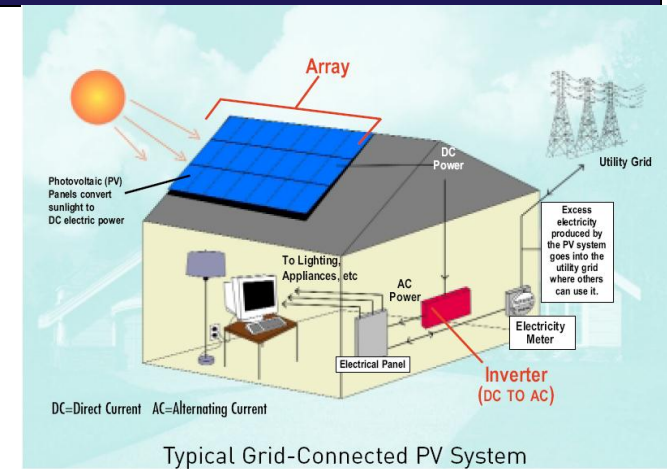 Array
DC
Power
Utility Grid
Photovoltaic (PV)
Panels convert
sunlight to
DC electric power
Excess
electricity
produced by
the PV system
goes into the
utility grid
where others
can use it.
To Lighting,
Appliances, etc
AC
Power
Electricity
Meter
Electrical Panel
Inverter
(DC TO AC)
DC=Direct Current AC=Alternating Current
Typical Grid-Connected PV System